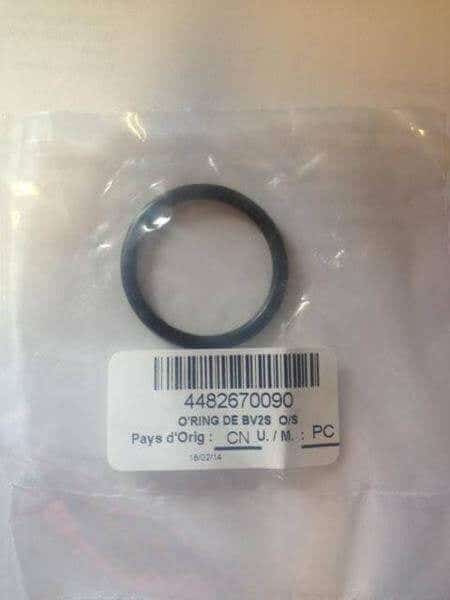 4482670090
O'RING DE BV2S O/S
Pays d'Orig : CN U. / M. : PC
18/02/14